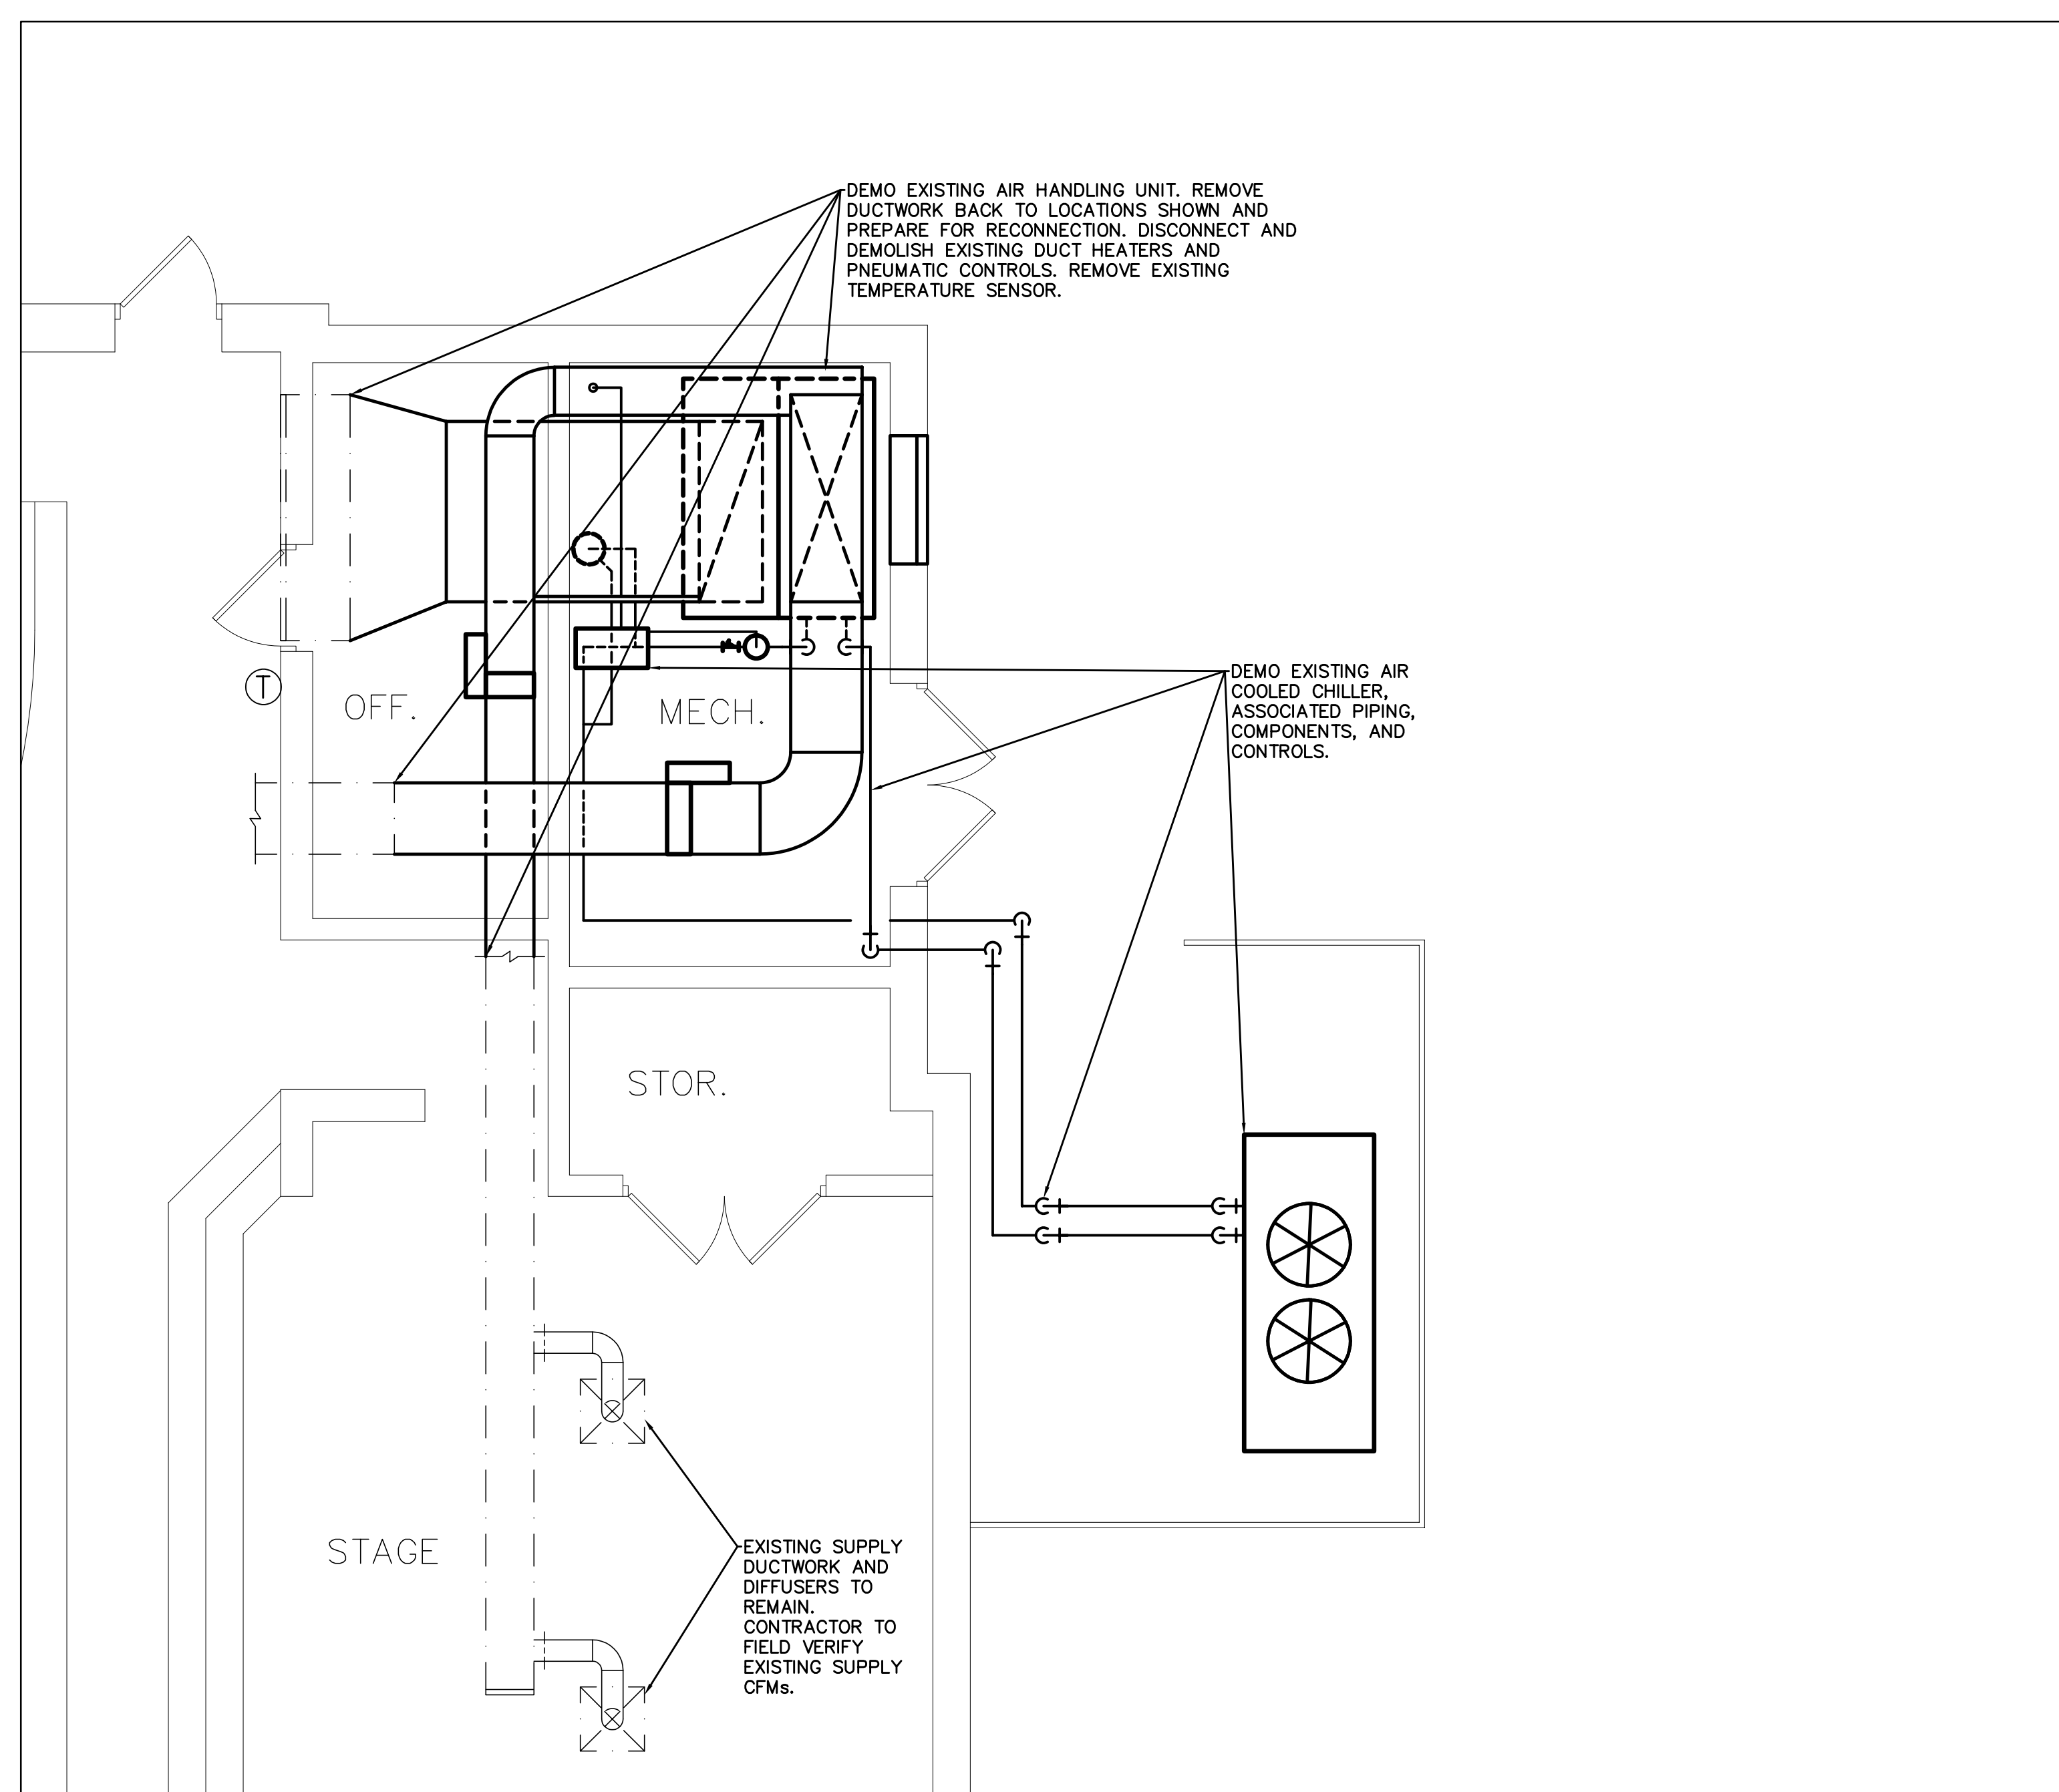 DEMO EXISTING AIR HANDLING UNIT. REMOVE
DUCTWORK BACK TO LOCATIONS SHOWN AND
PREPARE FOR RECONNECTION. DISCONNECT AND
DEMOLISH EXISTING DUCT HEATERS AND
PNEUMATIC CONTROLS. REMOVE EXISTING
TEMPERATURE SENSOR.
DEMO EXISTING AIR
COOLED CHILLER,
ASSOCIATED PIPING,
COMPONENTS, AND
CONTROLS.
T
OFF.
MECH.
STOR.
STAGE
EXISTING SUPPLY
DUCTWORK AND
DIFFUSERS TO
REMAIN.
CONTRACTOR TO
FIELD VERIFY
EXISTING SUPPLY
CFMs.